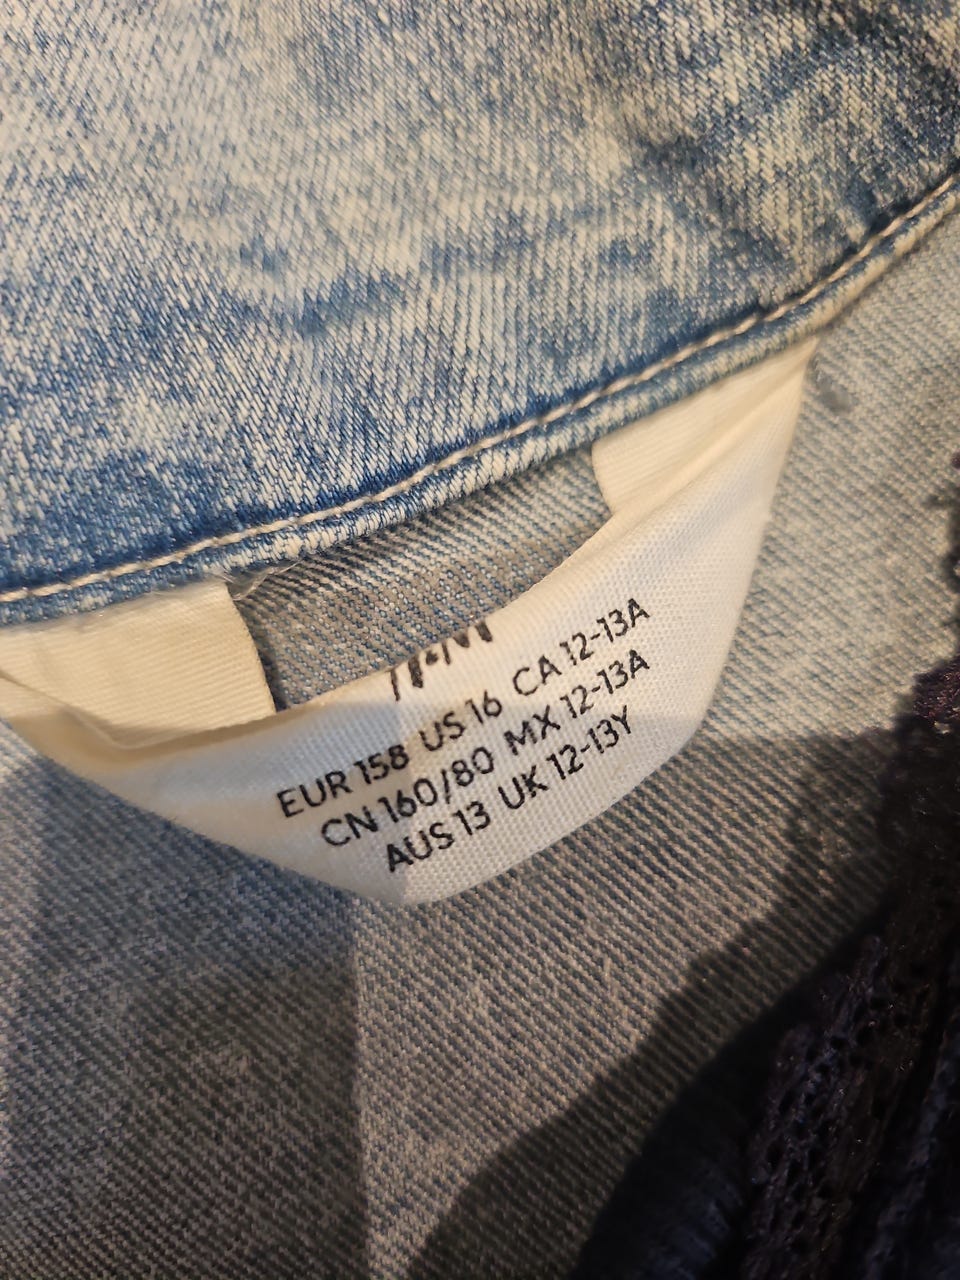 H&M
EUR 158 US 16 CA 12-13A
CN 160/80 MX 12-13A
AUS 13 UK 12-13Y